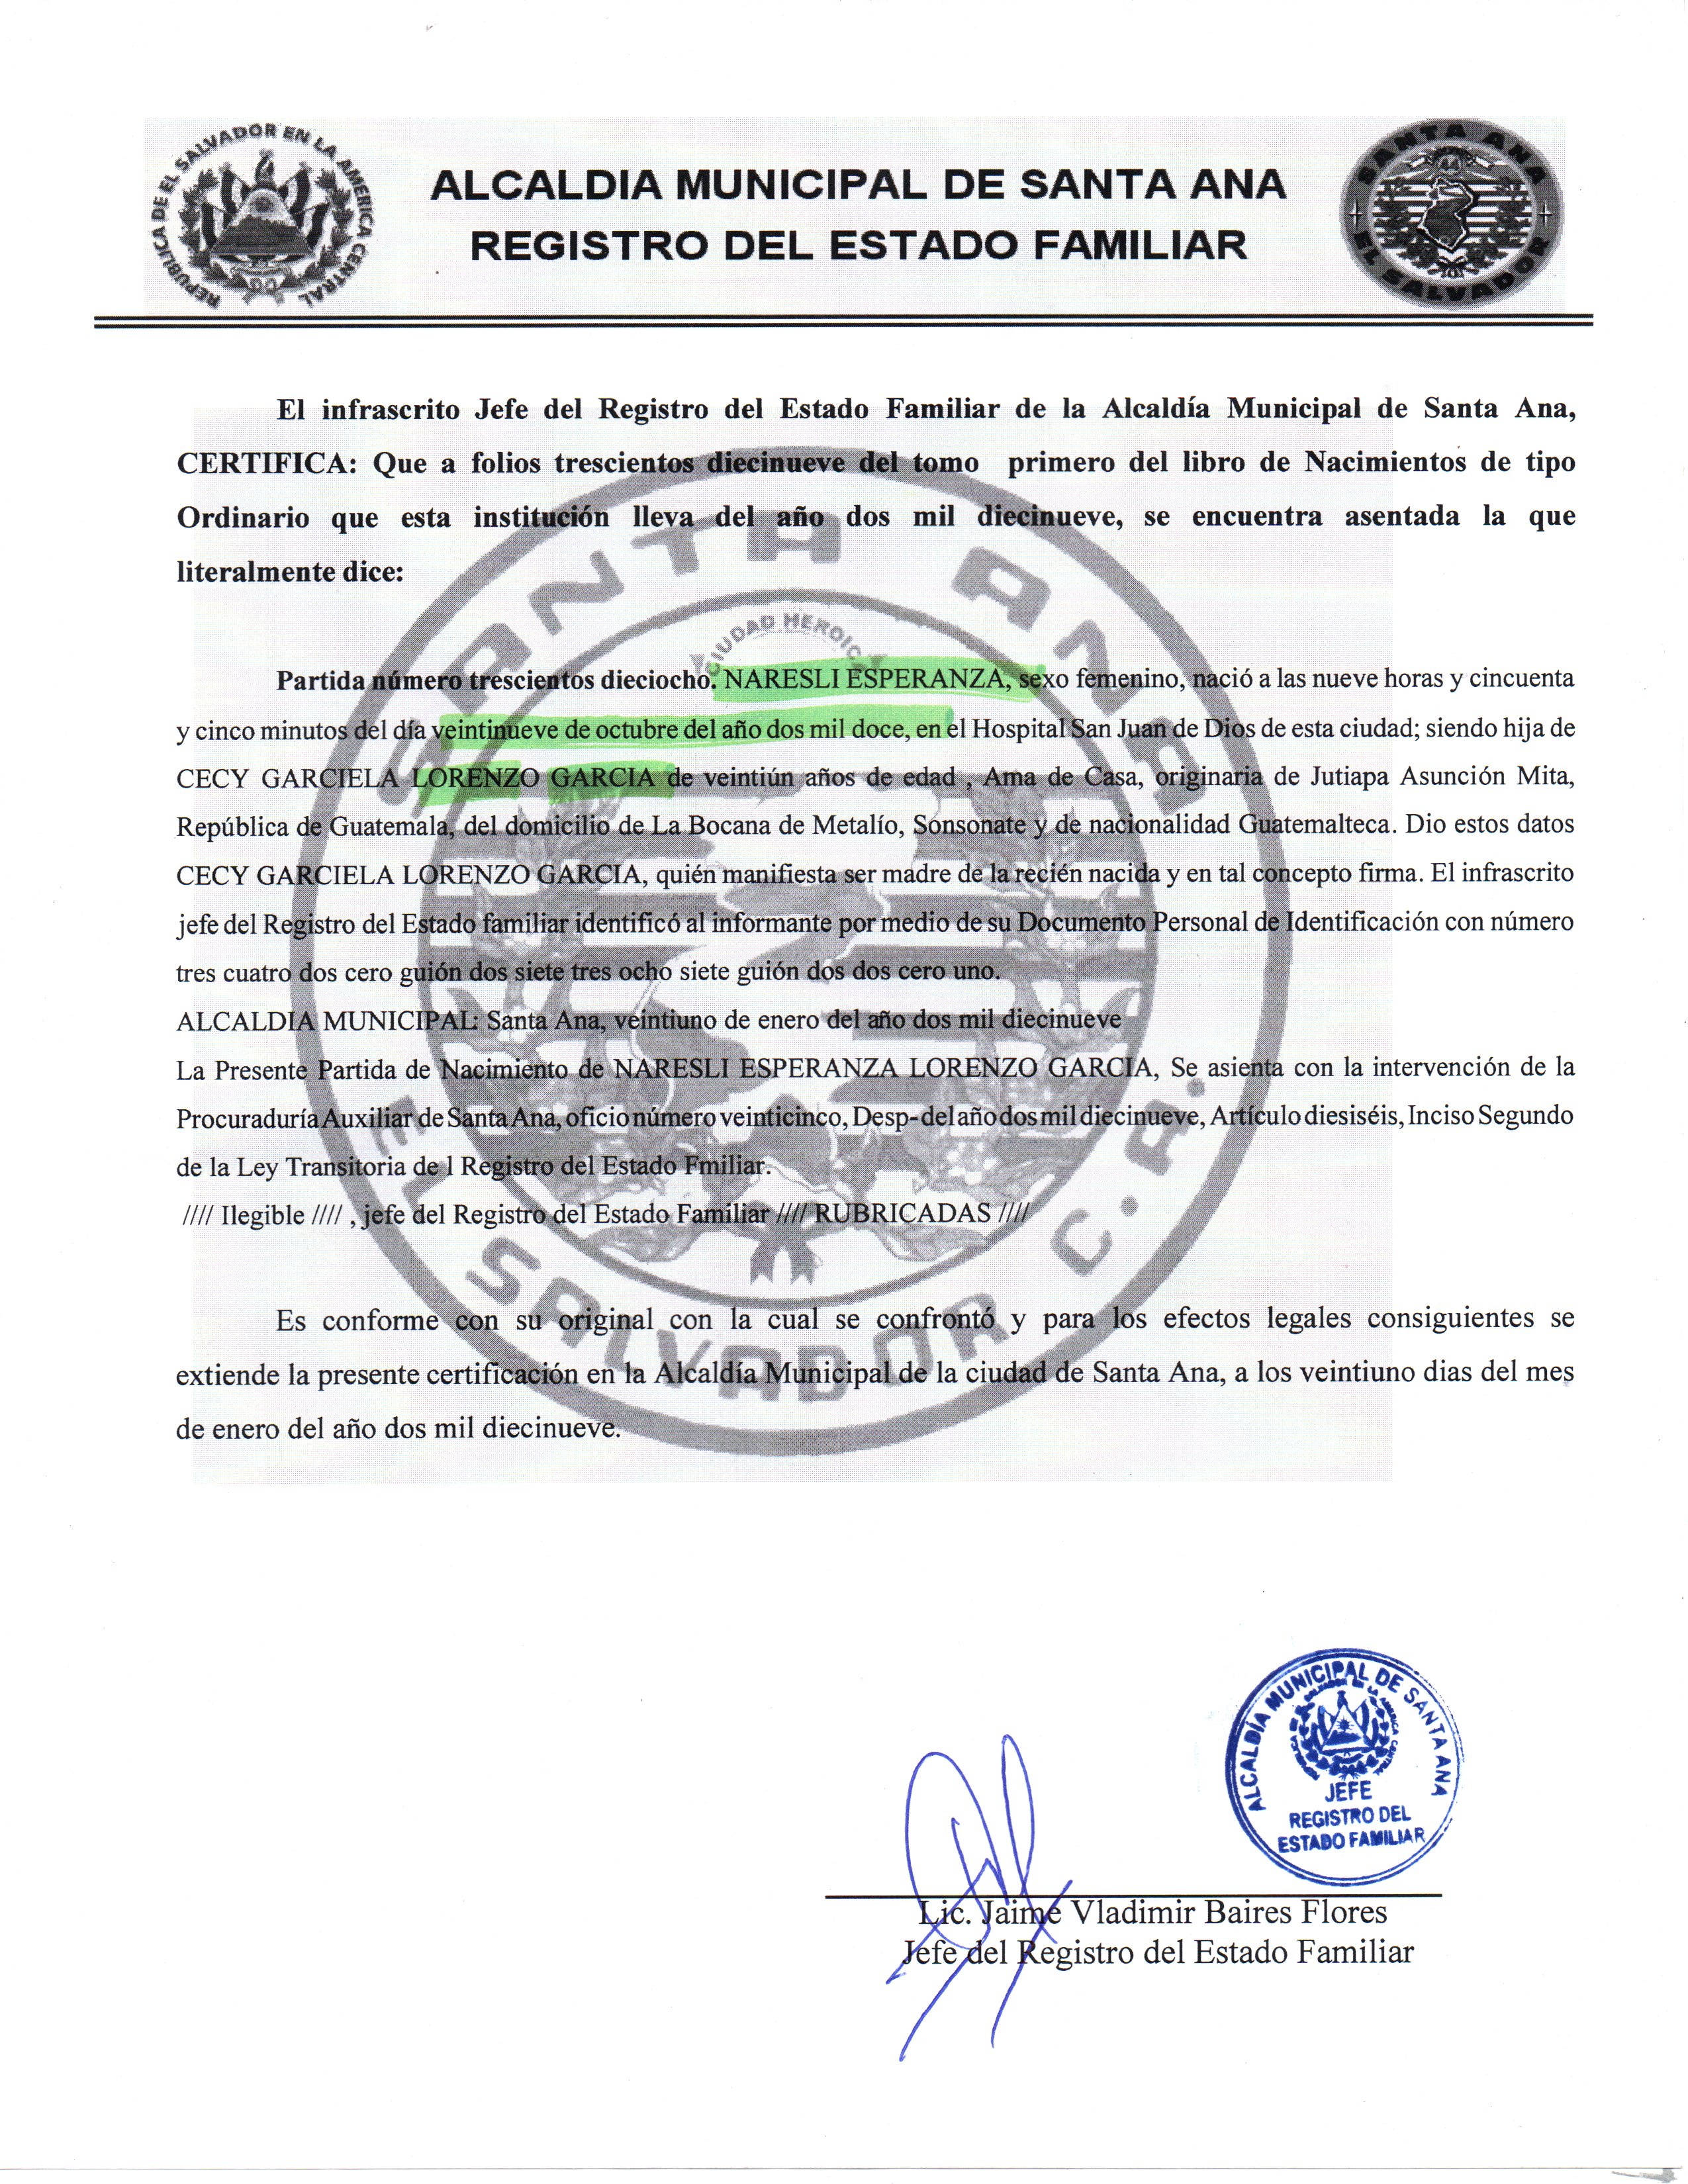 REPUBLICA DE EL SALVADOR EN LA AMERICA CENTRAL
ALCALDIA MUNICIPAL DE SANTA ANA
REGISTRO DEL ESTADO FAMILIAR
SANTA ANA
EL SALVADOR
El infrascrito Jefe del Registro del Estado Familiar de la Alcaldía Municipal de Santa Ana,
CERTIFICA: Que a folios trescientos diecinueve del tomo primero del libro de Nacimientos de tipo
Ordinario que esta institución lleva del año dos mil diecinueve, se encuentra asentada la que
literalmente dice:
SANTA ANA
CIUDAD HEROICA
EL SALVADOR C.A.
Partida número trescientos dieciocho. NARESLI ESPERANZA, sexo femenino, nació a las nueve horas y cincuenta
y cinco minutos del día veintinueve de octubre del año dos mil doce, en el Hospital San Juan de Dios de esta ciudad; siendo hija de
CECY GARCIELA LORENZO GARCIA de veintiún años de edad , Ama de Casa, originaria de Jutiapa Asunción Mita,
República de Guatemala, del domicilio de La Bocana de Metalío, Sonsonate y de nacionalidad Guatemalteca. Dio estos datos
CECY GARCIELA LORENZO GARCIA, quién manifiesta ser madre de la recién nacida y en tal concepto firma. El infrascrito
jefe del Registro del Estado familiar identificó al informante por medio de su Documento Personal de Identificación con número
tres cuatro dos cero guión dos siete tres ocho siete guión dos dos cero uno.
ALCALDIA MUNICIPAL: Santa Ana, veintiuno de enero del año dos mil diecinueve
La Presente Partida de Nacimiento de NARESLI ESPERANZA LORENZO GARCIA, Se asienta con la intervención de la
Procuraduría Auxiliar de Santa Ana, oficio número veinticinco, Desp- del año dos mil diecinueve, Artículo diesiséis, Inciso Segundo
de la Ley Transitoria de l Registro del Estado Fmiliar.
//// Ilegible //// , jefe del Registro del Estado Familiar //// RUBRICADAS ////
Es conforme con su original con la cual se confrontó y para los efectos legales consiguientes se
extiende la presente certificación en la Alcaldía Municipal de la ciudad de Santa Ana, a los veintiuno dias del mes
de enero del año dos mil diecinueve.
ALCALDÍA MUNICIPAL DE SANTA ANA
JEFE
REGISTRO DEL
ESTADO FAMILIAR
Lic. Jaime Vladimir Baires Flores
Jefe del Registro del Estado Familiar